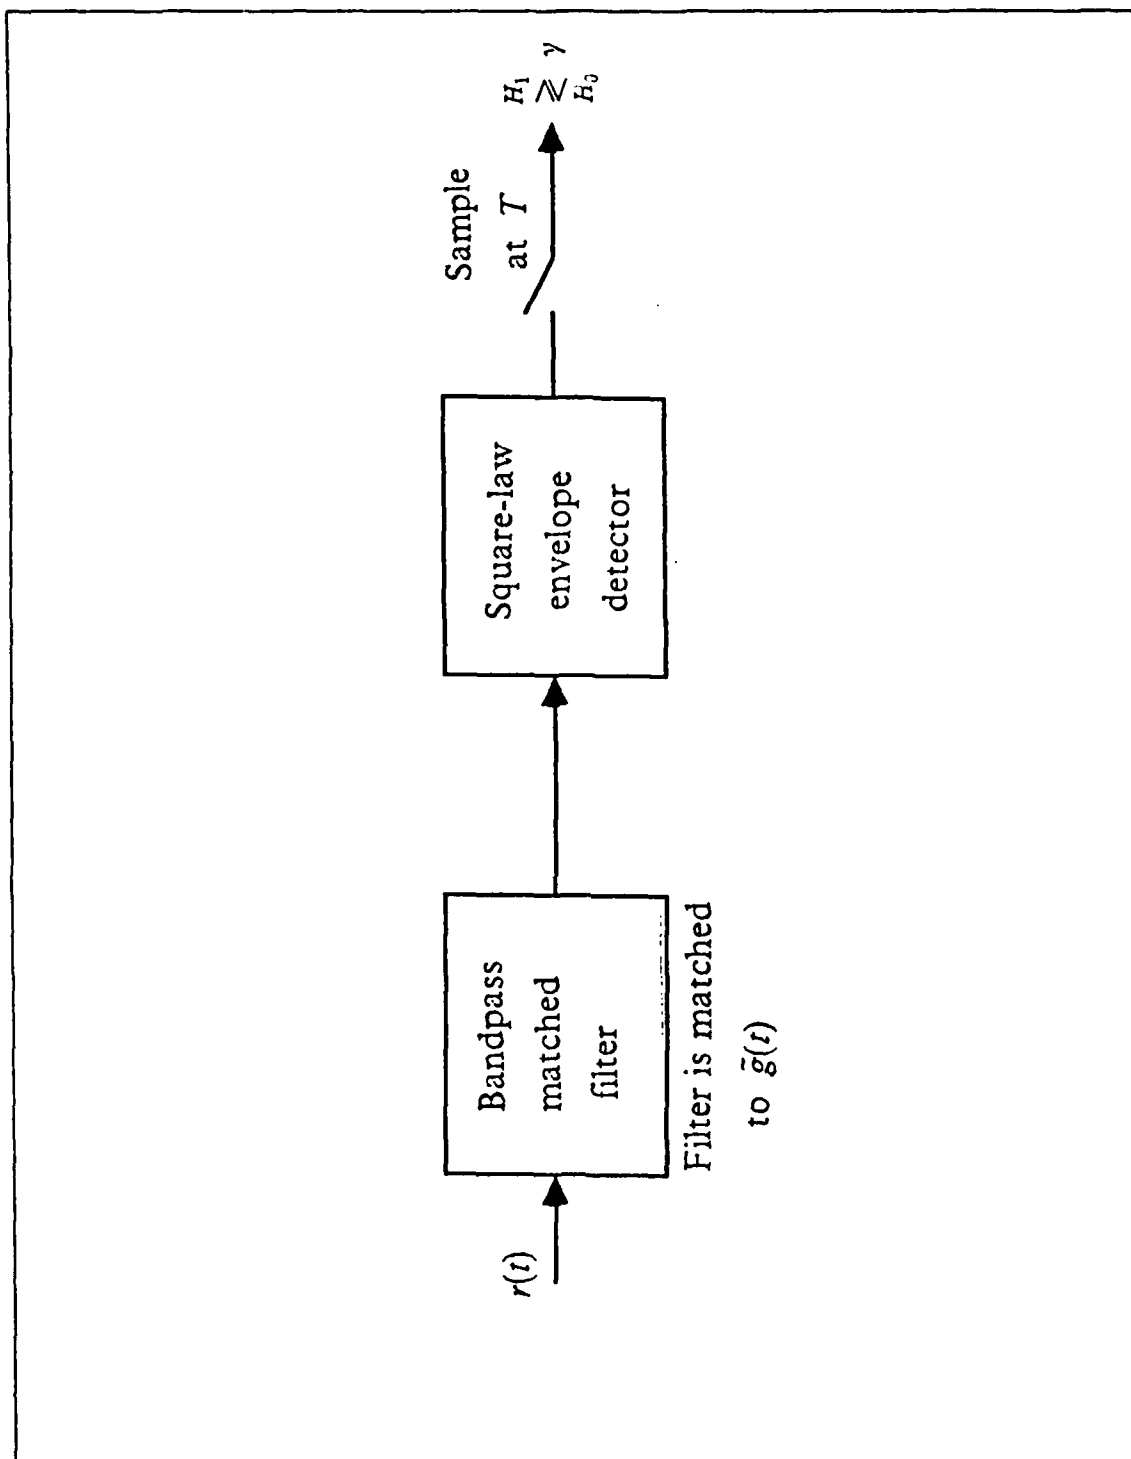 r(t)
Bandpass
matched
filter
Filter is matched
to g̃(t)
Square-law
envelope
detector
Sample
at T
H₁
≷ γ
H₀